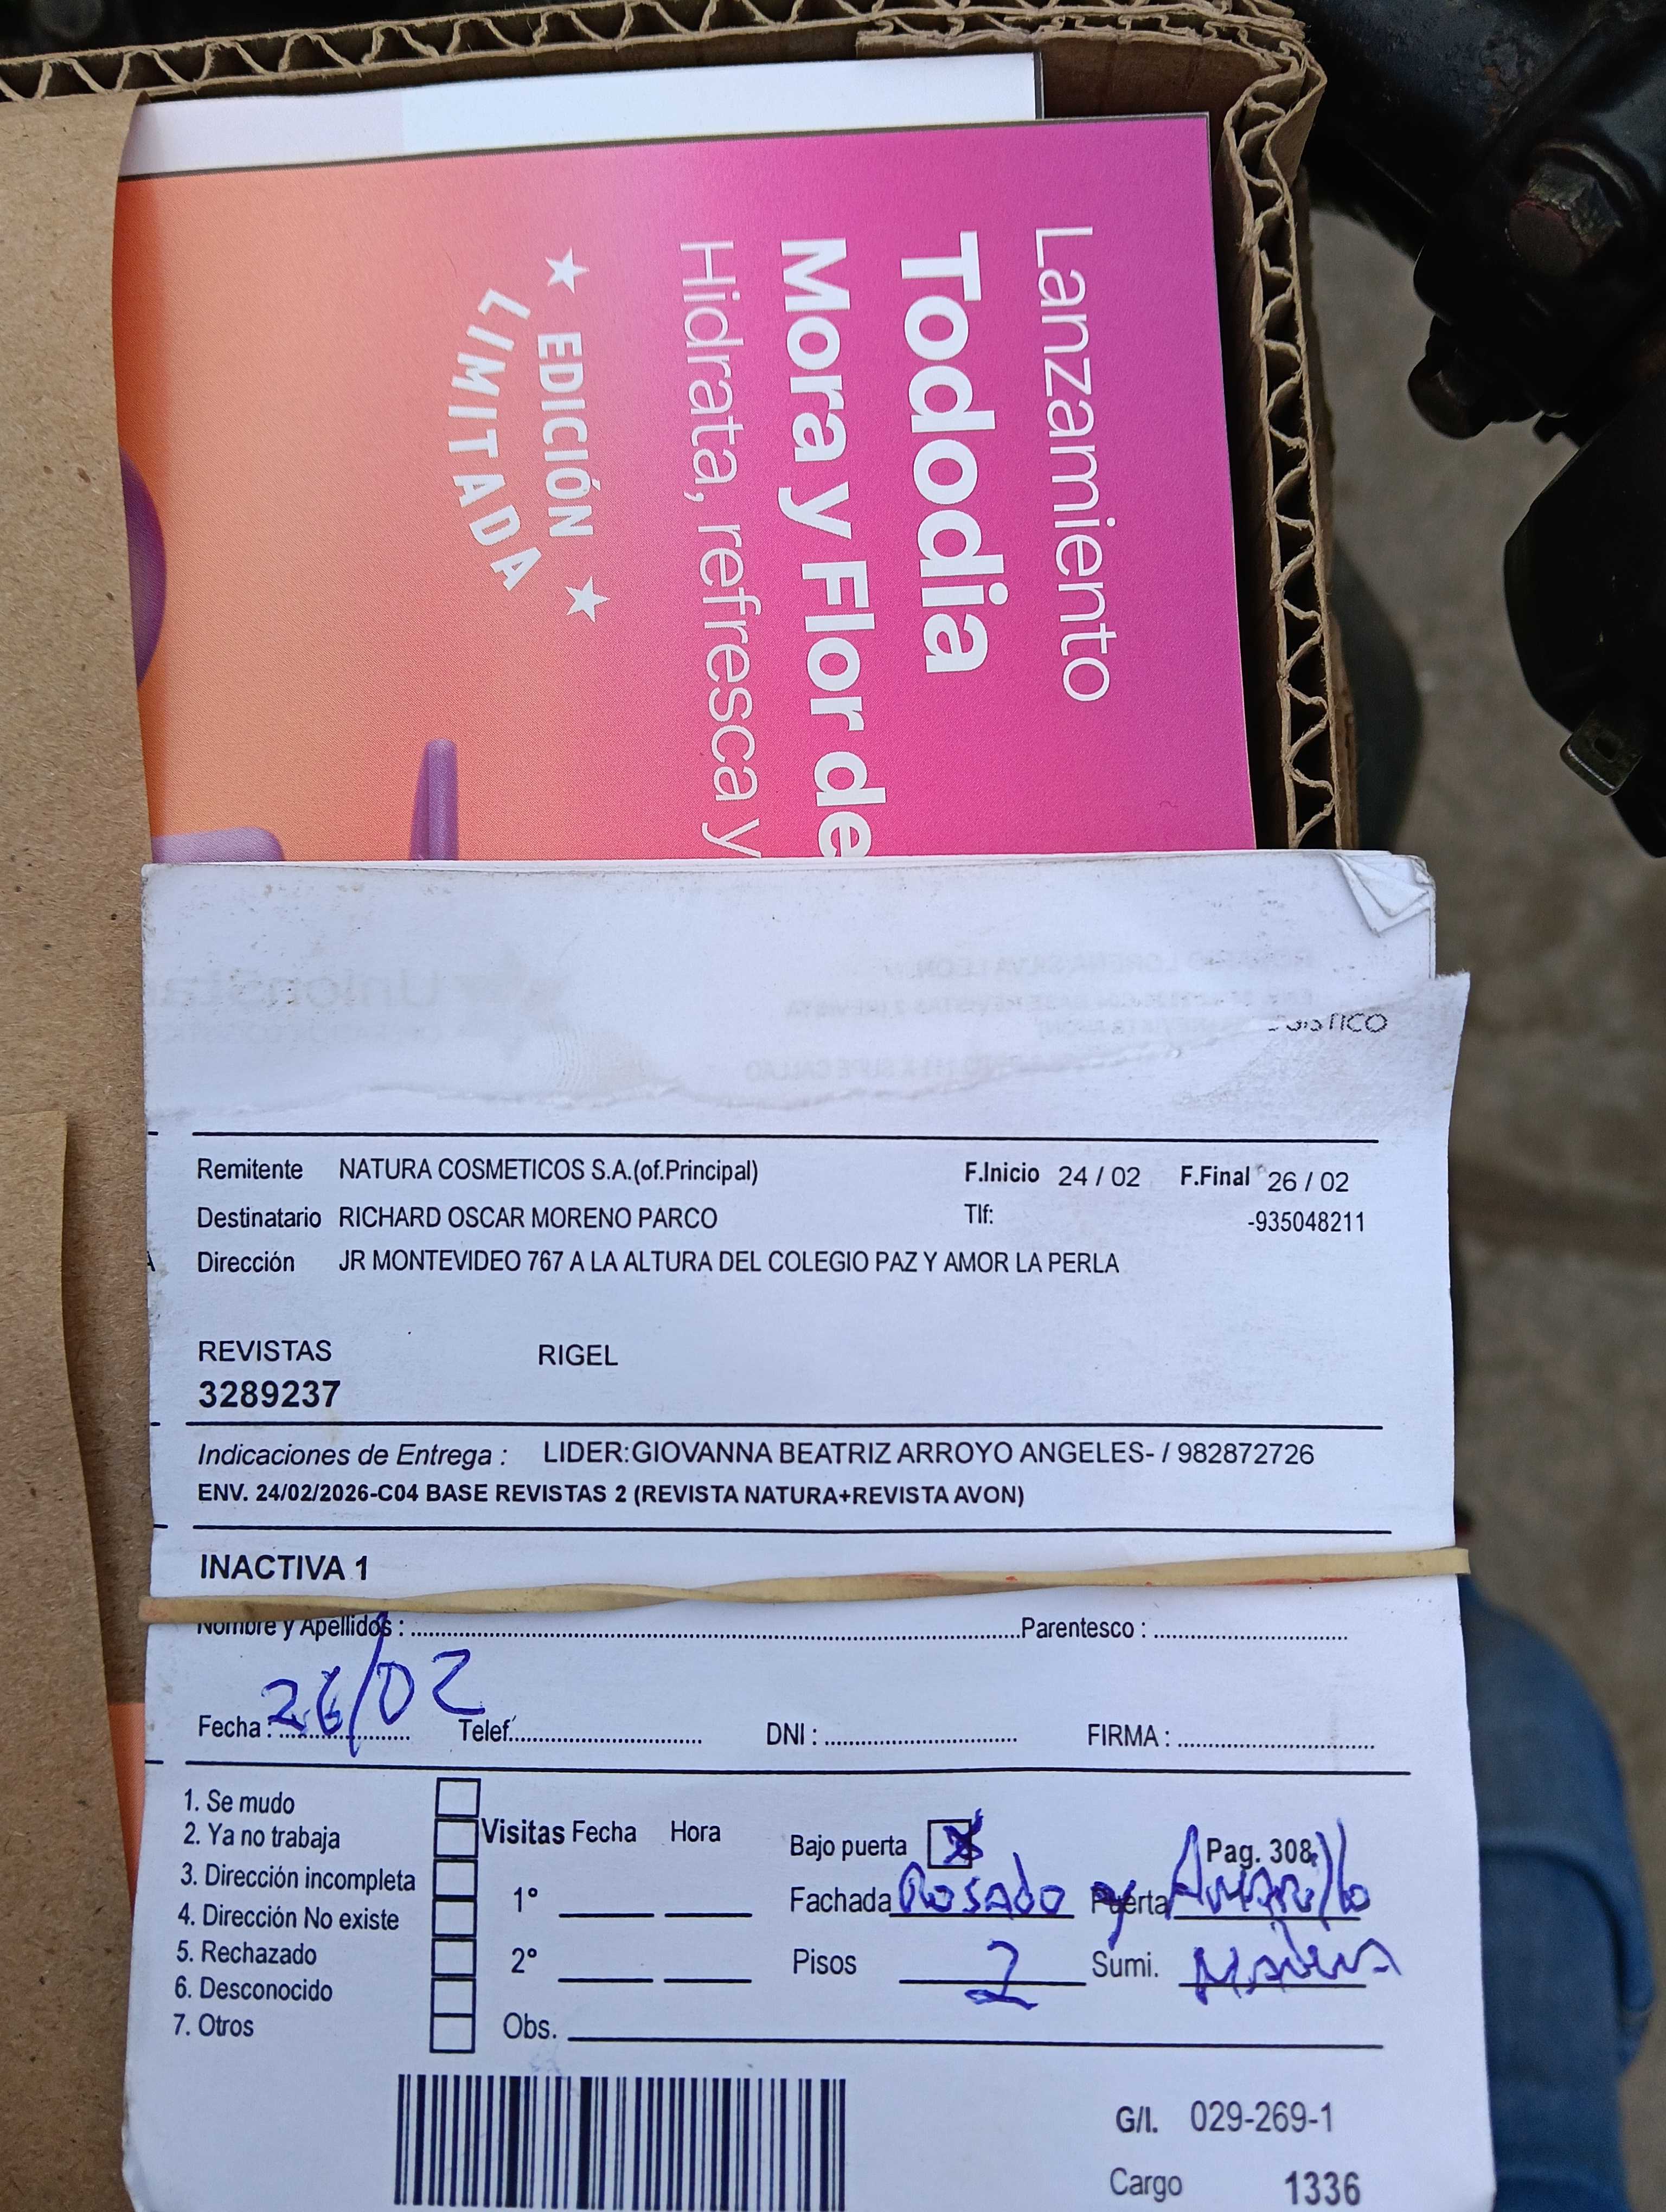 Lanzamiento
Tododia
Mora y Flor de
Hidrata, refresca y
★ EDICIÓN ★
LIMITADA
Remitente NATURA COSMETICOS S.A.(of.Principal) F.Inicio 24 / 02 F.Final 26 / 02
Destinatario RICHARD OSCAR MORENO PARCO Tlf: -935048211
Dirección JR MONTEVIDEO 767 A LA ALTURA DEL COLEGIO PAZ Y AMOR LA PERLA
REVISTAS RIGEL
3289237
Indicaciones de Entrega : LIDER:GIOVANNA BEATRIZ ARROYO ANGELES- / 982872726
ENV. 24/02/2026-C04 BASE REVISTAS 2 (REVISTA NATURA+REVISTA AVON)
INACTIVA 1
Nombre y Apellidos : Parentesco :
Fecha : 26/02 Telef. DNI : FIRMA :
1. Se mudo
2. Ya no trabaja
3. Dirección incompleta
4. Dirección No existe
5. Rechazado
6. Desconocido
7. Otros
Visitas Fecha Hora
1°
2°
Obs.
Bajo puerta X Pag. 308
Fachada Rosado y Puerta Amarillo
Pisos 2 Sumi. Madera
G/I. 029-269-1
Cargo 1336